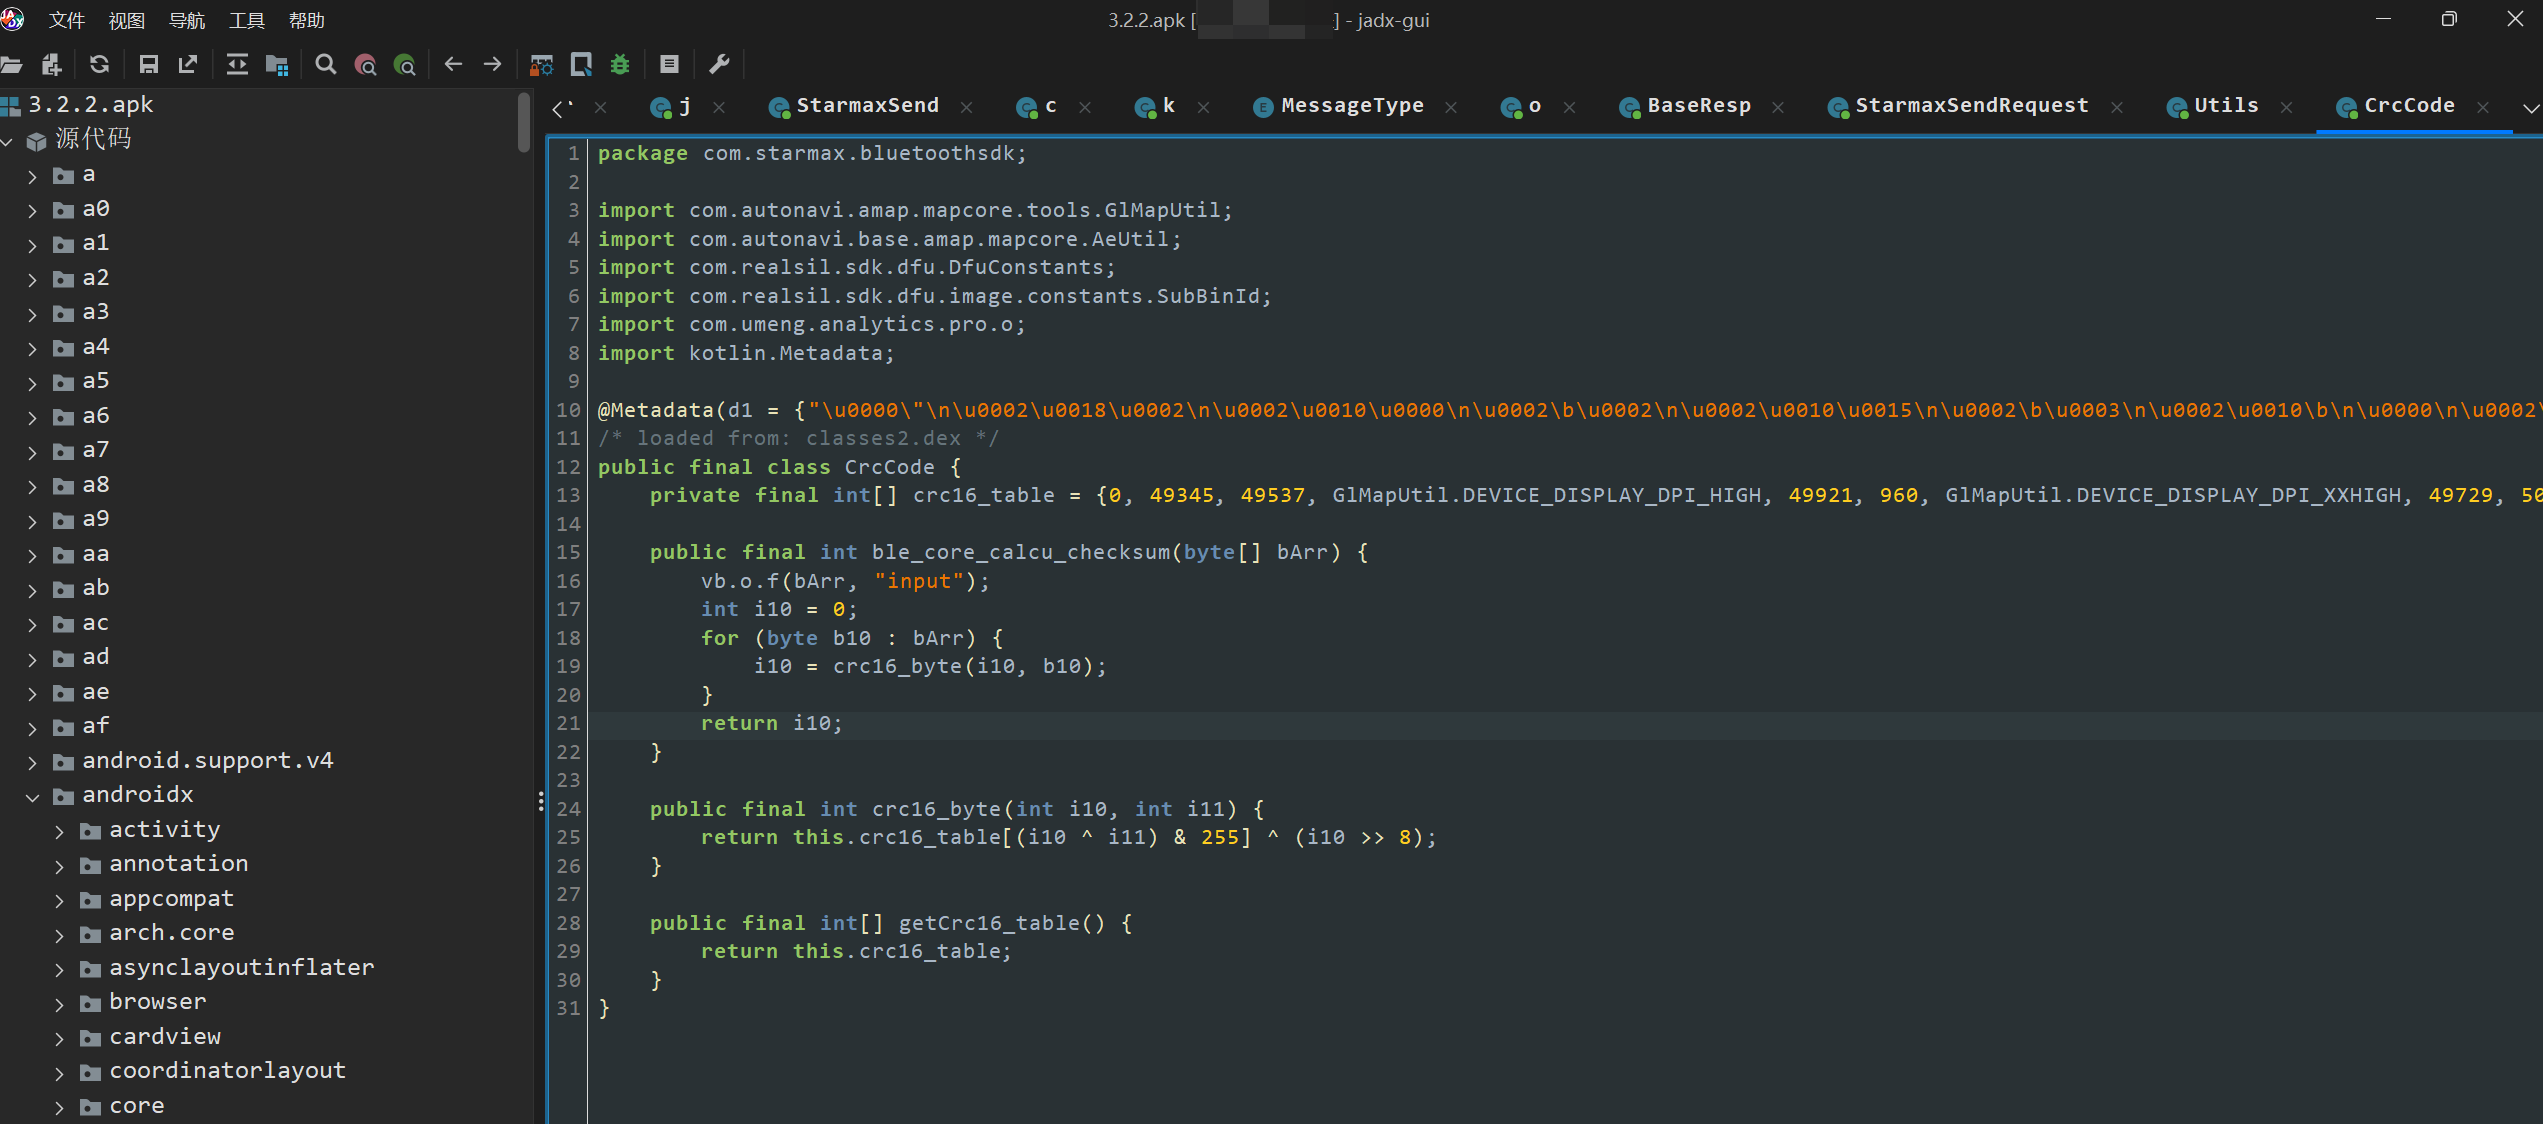 文件 视图 导航 工具 帮助
3.2.2.apk [ ] - jadx-gui
3.2.2.apk
源代码
a
a0
a1
a2
a3
a4
a5
a6
a7
a8
a9
aa
ab
ac
ad
ae
af
android.support.v4
androidx
activity
annotation
appcompat
arch.core
asynclayoutinflater
browser
cardview
coordinatorlayout
core
j StarmaxSend c k MessageType o BaseResp StarmaxSendRequest Utils CrcCode
1 package com.starmax.bluetoothsdk;
2
3 import com.autonavi.amap.mapcore.tools.GlMapUtil;
4 import com.autonavi.base.amap.mapcore.AeUtil;
5 import com.realsil.sdk.dfu.DfuConstants;
6 import com.realsil.sdk.dfu.image.constants.SubBinId;
7 import com.umeng.analytics.pro.o;
8 import kotlin.Metadata;
9
10 @Metadata(d1 = {"\u0000\"\n\u0002\u0018\u0002\n\u0002\u0010\u0000\n\u0002\b\u0002\n\u0002\u0010\u0015\n\u0002\b\u0003\n\u0002\u0010\b\n\u0000\n\u0002\
11 /* loaded from: classes2.dex */
12 public final class CrcCode {
13 private final int[] crc16_table = {0, 49345, 49537, GlMapUtil.DEVICE_DISPLAY_DPI_HIGH, 49921, 960, GlMapUtil.DEVICE_DISPLAY_DPI_XXHIGH, 49729, 50
14
15 public final int ble_core_calcu_checksum(byte[] bArr) {
16 vb.o.f(bArr, "input");
17 int i10 = 0;
18 for (byte b10 : bArr) {
19 i10 = crc16_byte(i10, b10);
20 }
21 return i10;
22 }
23
24 public final int crc16_byte(int i10, int i11) {
25 return this.crc16_table[(i10 ^ i11) & 255] ^ (i10 >> 8);
26 }
27
28 public final int[] getCrc16_table() {
29 return this.crc16_table;
30 }
31 }